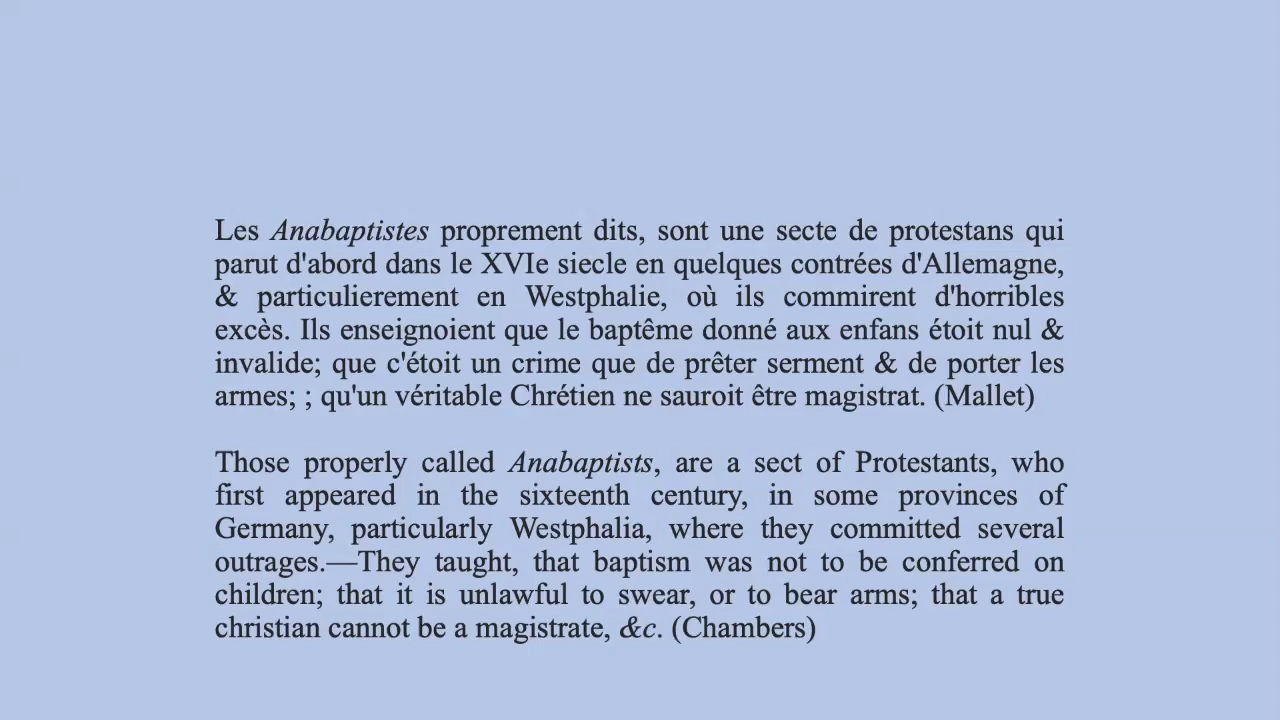 Les Anabaptistes proprement dits, sont une secte de protestans qui
parut d'abord dans le XVIe siecle en quelques contrées d'Allemagne,
& particulierement en Westphalie, où ils commirent d'horribles
excès. Ils enseignoient que le baptême donné aux enfans étoit nul &
invalide; que c'étoit un crime que de prêter serment & de porter les
armes; ; qu'un véritable Chrétien ne sauroit être magistrat. (Mallet)
Those properly called Anabaptists, are a sect of Protestants, who
first appeared in the sixteenth century, in some provinces of
Germany, particularly Westphalia, where they committed several
outrages.—They taught, that baptism was not to be conferred on
children; that it is unlawful to swear, or to bear arms; that a true
christian cannot be a magistrate, &c. (Chambers)